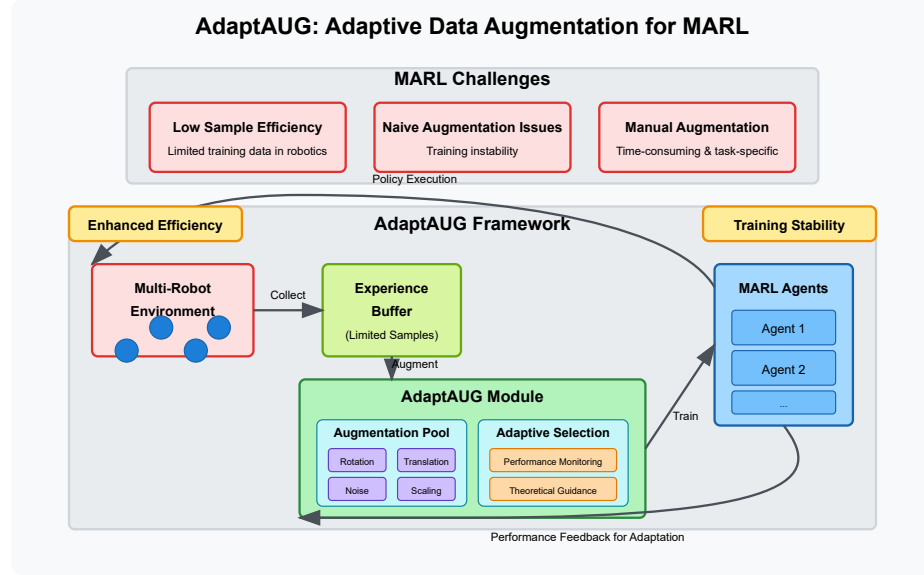 AdaptAUG: Adaptive Data Augmentation for MARL
MARL Challenges
Low Sample Efficiency
Limited training data in robotics
Naive Augmentation Issues
Training instability
Manual Augmentation
Time-consuming & task-specific
Policy Execution
Enhanced Efficiency
AdaptAUG Framework
Training Stability
Multi-Robot
Environment
Collect
Experience
Buffer
(Limited Samples)
MARL Agents
Agent 1
Agent 2
...
Augment
AdaptAUG Module
Augmentation Pool
Rotation
Translation
Noise
Scaling
Adaptive Selection
Performance Monitoring
Theoretical Guidance
Train
Performance Feedback for Adaptation